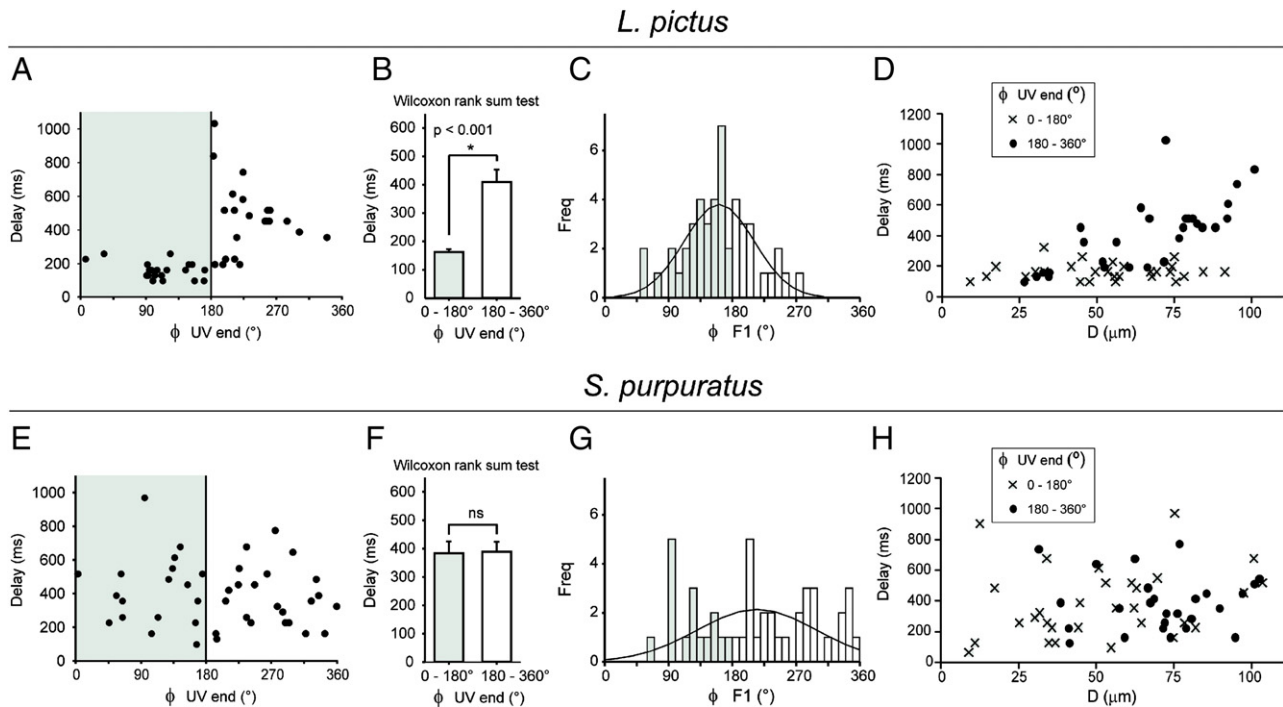 L. pictus
A
1000
800
600
400
200
0
Delay (ms)
0 90 180 270 360
ϕ UV end (°)
B
Wilcoxon rank sum test
600
500
400
300
200
100
0
Delay (ms)
p < 0.001
*
0 - 180° 180 - 360°
ϕ UV end (°)
C
6
4
2
0
Freq
0 90 180 270 360
ϕ F1 (°)
D
ϕ UV end (°)
× 0 - 180°
● 180 - 360°
1200
1000
800
600
400
200
0
Delay (ms)
0 25 50 75 100
D (μm)
S. purpuratus
E
1000
800
600
400
200
0
Delay (ms)
0 90 180 270 360
ϕ UV end (°)
F
Wilcoxon rank sum test
600
500
400
300
200
100
0
Delay (ms)
ns
0 - 180° 180 - 360°
ϕ UV end (°)
G
6
4
2
0
Freq
0 90 180 270 360
ϕ F1 (°)
H
ϕ UV end (°)
× 0 - 180°
● 180 - 360°
1200
1000
800
600
400
200
0
Delay (ms)
0 25 50 75 100
D (μm)